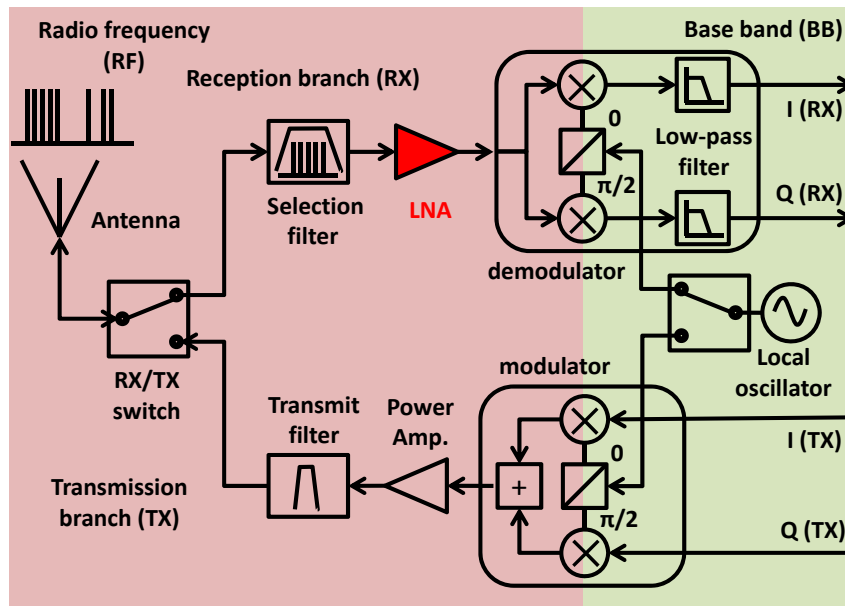 Radio frequency
(RF)
Base band (BB)
Reception branch (RX)
I (RX)
0
Low-pass
filter
π/2
Antenna
Selection
filter
LNA
Q (RX)
demodulator
RX/TX
switch
modulator
Local
oscillator
Transmit
filter
Power
Amp.
I (TX)
0
+
Transmission
branch (TX)
π/2
Q (TX)